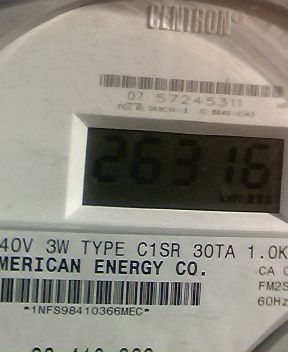 CENTRON®
07 57245311
26316
kWh
40V 3W TYPE C1SR 30TA 1.0K
MERICAN ENERGY CO.
CA 0
FM2S
60Hz
*1NFS98410366MEC*